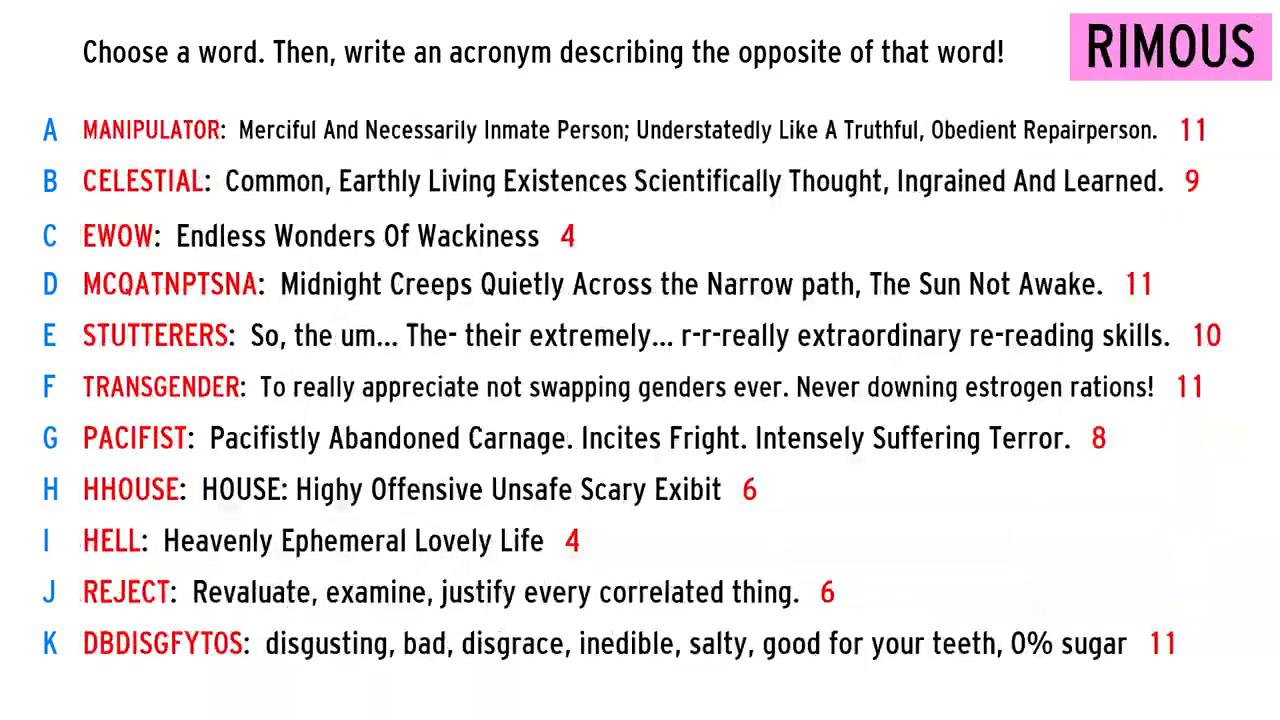 Choose a word. Then, write an acronym describing the opposite of that word!
RIMOUS
A MANIPULATOR: Merciful And Necessarily Inmate Person; Understatedly Like A Truthful, Obedient Repairperson. 11
B CELESTIAL: Common, Earthly Living Existences Scientifically Thought, Ingrained And Learned. 9
C EWOW: Endless Wonders Of Wackiness 4
D MCQATNPTSNA: Midnight Creeps Quietly Across the Narrow path, The Sun Not Awake. 11
E STUTTERERS: So, the um... The- their extremely... r-r-really extraordinary re-reading skills. 10
F TRANSGENDER: To really appreciate not swapping genders ever. Never downing estrogen rations! 11
G PACIFIST: Pacifistly Abandoned Carnage. Incites Fright. Intensely Suffering Terror. 8
H HHOUSE: HOUSE: Highy Offensive Unsafe Scary Exibit 6
I HELL: Heavenly Ephemeral Lovely Life 4
J REJECT: Revaluate, examine, justify every correlated thing. 6
K DBDISGFYTOS: disgusting, bad, disgrace, inedible, salty, good for your teeth, 0% sugar 11